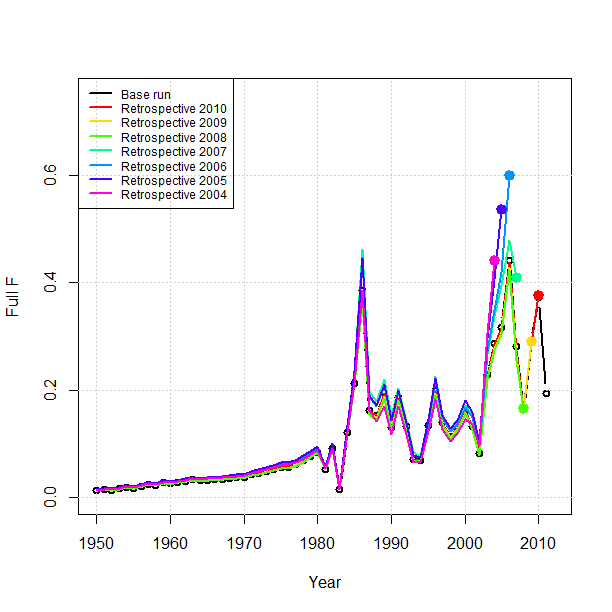 Base run
Retrospective 2010
Retrospective 2009
Retrospective 2008
Retrospective 2007
Retrospective 2006
Retrospective 2005
Retrospective 2004
0.6
0.4
0.2
0.0
Full F
1950 1960 1970 1980 1990 2000 2010
Year